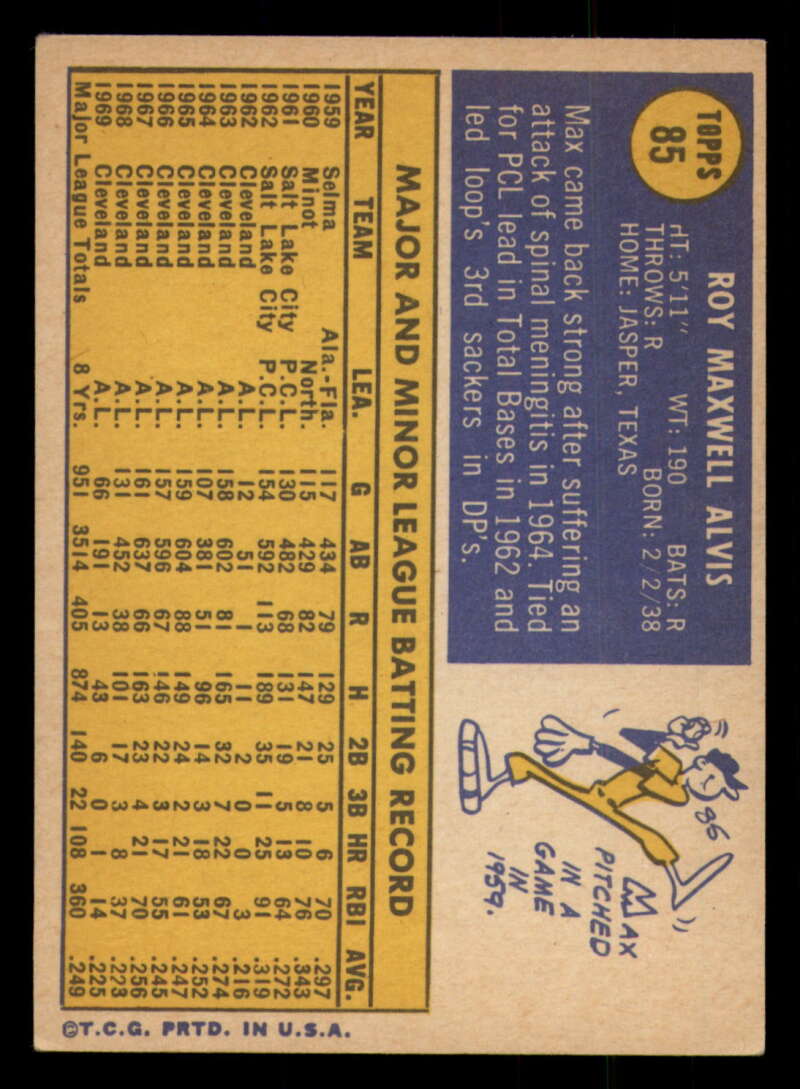 TOPPS
85
ROY MAXWELL ALVIS
HT: 5'11" WT: 190 BATS: R
THROWS: R BORN: 2/2/38
HOME: JASPER, TEXAS
Max came back strong after suffering an
attack of spinal meningitis in 1964. Tied
for PCL lead in Total Bases in 1962 and
led loop's 3rd sackers in DP's.
MAX
PITCHED
IN A
GAME
IN
1959.
MAJOR AND MINOR LEAGUE BATTING RECORD
YEAR TEAM LEA. G AB R H 2B 3B HR RBI AVG.
1959 Selma Ala.-Fla. 117 434 79 129 25 5 6 70 .297
1960 Minot North. 115 429 82 147 21 8 10 76 .343
1961 Salt Lake City P.C.L. 130 482 68 131 19 5 13 64 .272
1962 Salt Lake City P.C.L. 154 592 113 189 35 11 25 91 .319
1962 Cleveland A.L. 12 51 1 11 2 0 0 3 .216
1963 Cleveland A.L. 158 602 81 165 32 7 22 67 .274
1964 Cleveland A.L. 107 381 51 96 14 3 18 53 .252
1965 Cleveland A.L. 159 604 88 149 24 2 21 61 .247
1966 Cleveland A.L. 157 596 67 146 22 3 17 55 .245
1967 Cleveland A.L. 161 637 66 163 23 4 21 70 .256
1968 Cleveland A.L. 131 452 38 101 17 3 8 37 .223
1969 Cleveland A.L. 66 191 13 43 6 0 1 14 .225
Major League Totals 8 Yrs. 951 3514 405 874 140 22 108 360 .249
©T.C.G. PRTD. IN U.S.A.